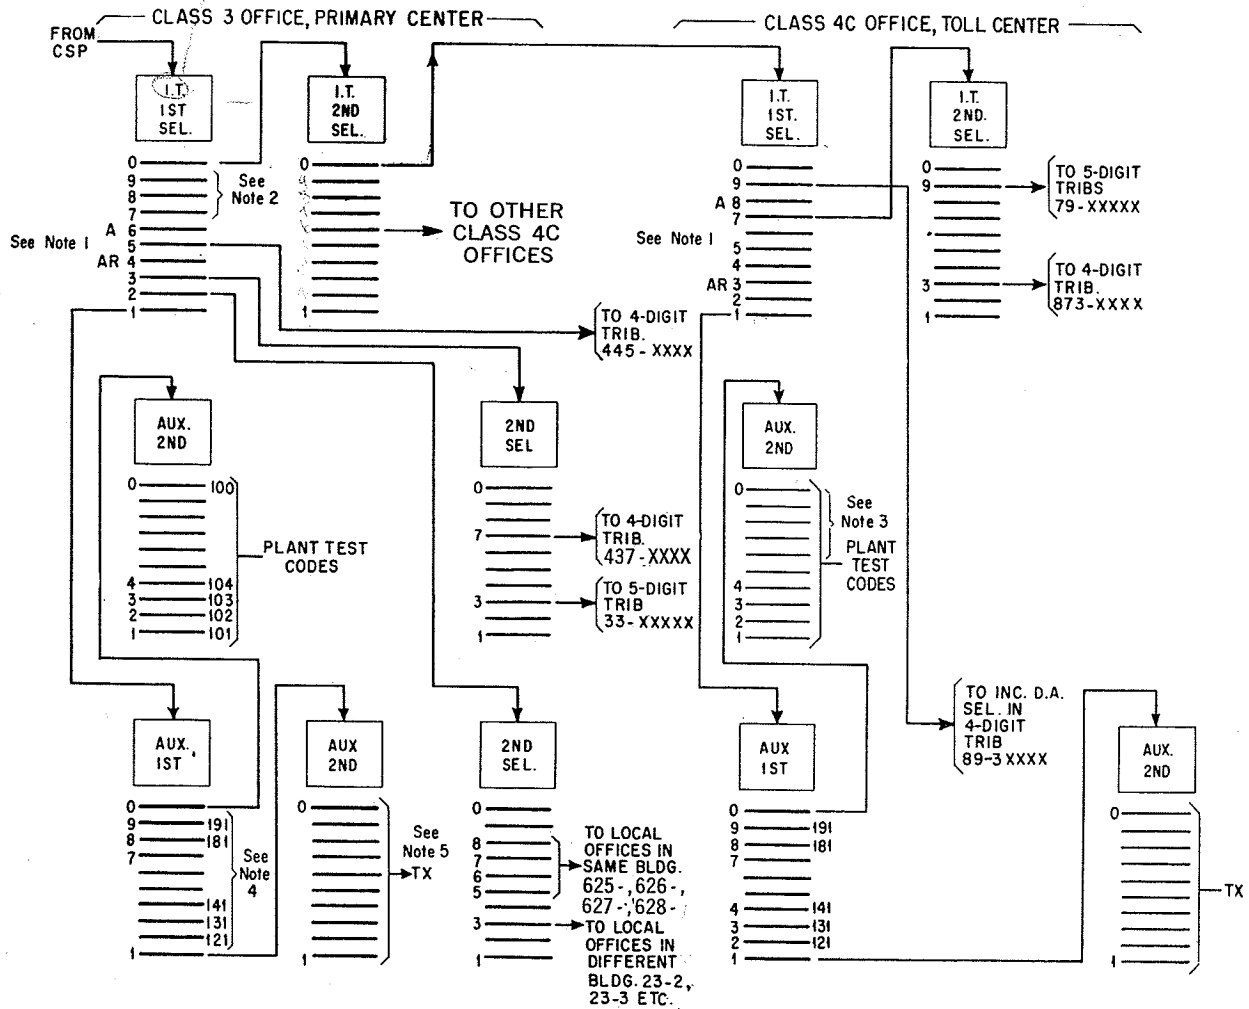 CLASS 3 OFFICE, PRIMARY CENTER
CLASS 4C OFFICE, TOLL CENTER
FROM
CSP
I.T.
1ST
SEL.
0
9
8
7
A 6
5
AR 4
3
2
1
See
Note 2
See Note 1
I.T.
2ND
SEL.
0
1
TO OTHER
CLASS 4C
OFFICES
TO 4-DIGIT
TRIB.
445-XXXX
I.T.
1ST.
SEL.
0
9
A 8
7
See Note 1
5
4
AR 3
2
1
I.T.
2ND.
SEL.
0
9
3
1
TO 5-DIGIT
TRIBS
79-XXXXX
TO 4-DIGIT
TRIB.
873-XXXX
AUX.
2ND
0 100
4 104
3 103
2 102
1 101
PLANT TEST
CODES
2ND
SEL
0
7
3
1
TO 4-DIGIT
TRIB.
437-XXXX
TO 5-DIGIT
TRIB
33-XXXXX
AUX.
2ND
0
4
3
2
1
See
Note 3
PLANT
TEST
CODES
AUX.
1ST
0
9 191
8 181
7
141
131
121
1
See
Note
4
AUX
2ND
0
1
See
Note 5
TX
2ND
SEL.
0
8
7
6
5
3
1
TO LOCAL
OFFICES IN
SAME BLDG.
625-, 626-,
627-, 628-
TO LOCAL
OFFICES IN
DIFFERENT
BLDG. 23-2,
23-3 ETC.
AUX
1ST
0
9 191
8 181
7
4 141
3 131
2 121
1
TO INC. D.A.
SEL. IN
4-DIGIT
TRIB
89-3XXXX
AUX.
2ND
0
1
TX